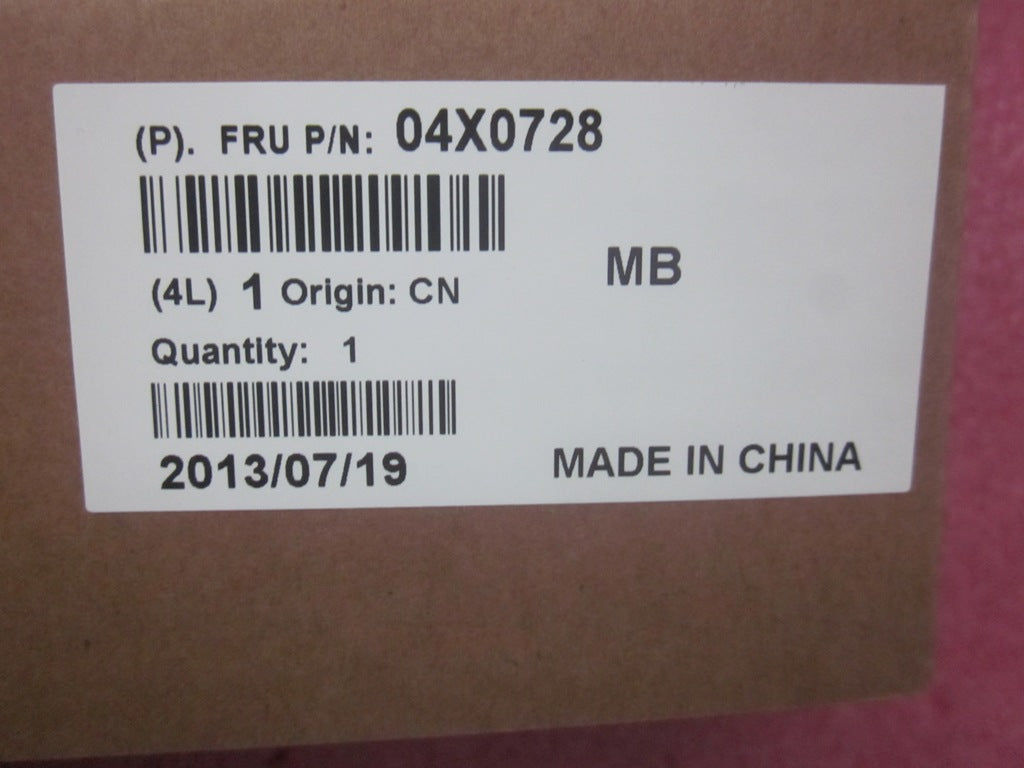 (P). FRU P/N: 04X0728
MB
(4L) 1 Origin: CN
Quantity: 1
2013/07/19
MADE IN CHINA